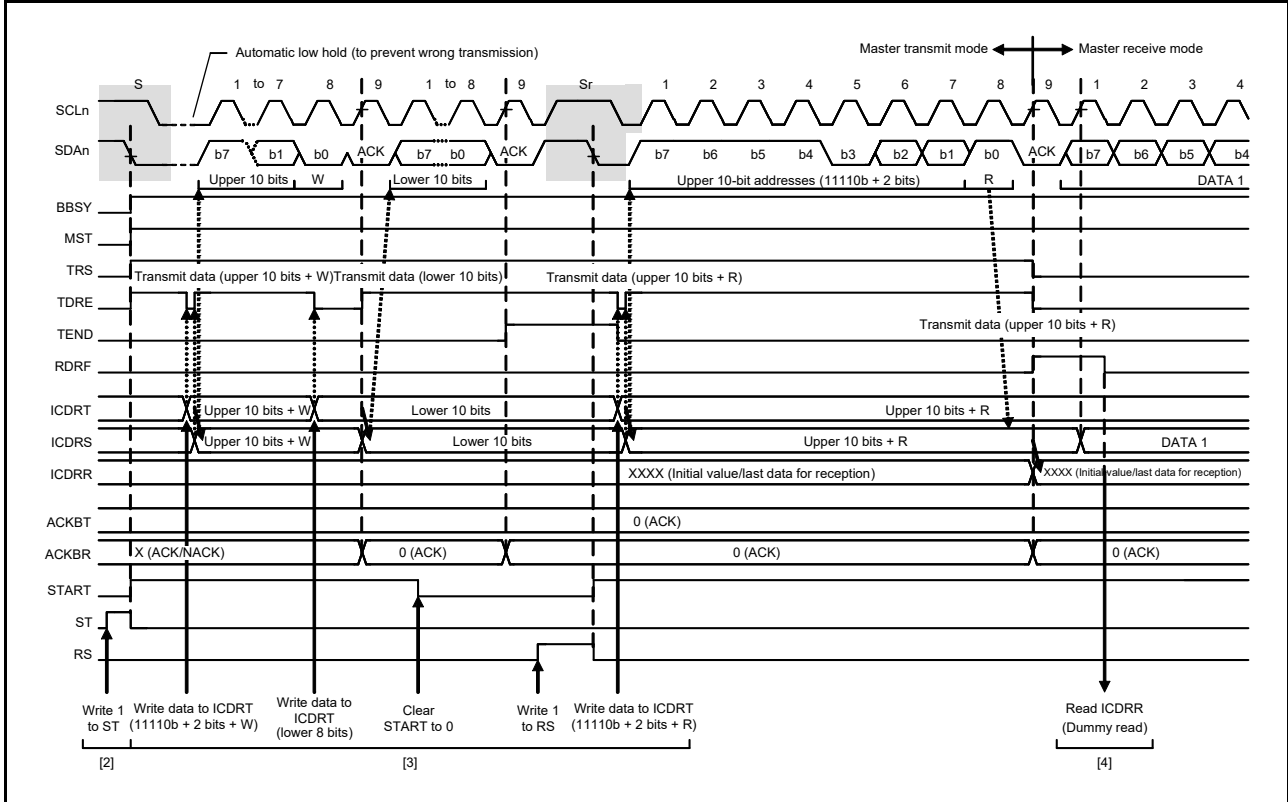 Automatic low hold (to prevent wrong transmission)
Master transmit mode
Master receive mode
S 1 to 7 8 9 1 to 8 9 Sr 1 2 3 4 5 6 7 8 9 1 2 3 4
SCLn
SDAn b7 b1 b0 ACK b7 b0 ACK b7 b6 b5 b4 b3 b2 b1 b0 ACK b7 b6 b5 b4
Upper 10 bits W Lower 10 bits Upper 10-bit addresses (11110b + 2 bits) R DATA 1
BBSY
MST
TRS
Transmit data (upper 10 bits + W) Transmit data (lower 10 bits) Transmit data (upper 10 bits + R)
TDRE
TEND Transmit data (upper 10 bits + R)
RDRF
ICDRT Upper 10 bits + W Lower 10 bits Upper 10 bits + R
ICDRS Upper 10 bits + W Lower 10 bits Upper 10 bits + R DATA 1
ICDRR XXXX (Initial value/last data for reception) XXXX (Initial value/last data for reception)
ACKBT 0 (ACK)
ACKBR X (ACK/NACK) 0 (ACK) 0 (ACK) 0 (ACK)
START
ST
RS
Write 1
to ST
Write data to ICDRT
(11110b + 2 bits + W)
Write data to
ICDRT
(lower 8 bits)
Clear
START to 0
Write 1
to RS
Write data to ICDRT
(11110b + 2 bits + R)
Read ICDRR
(Dummy read)
[2] [3] [4]